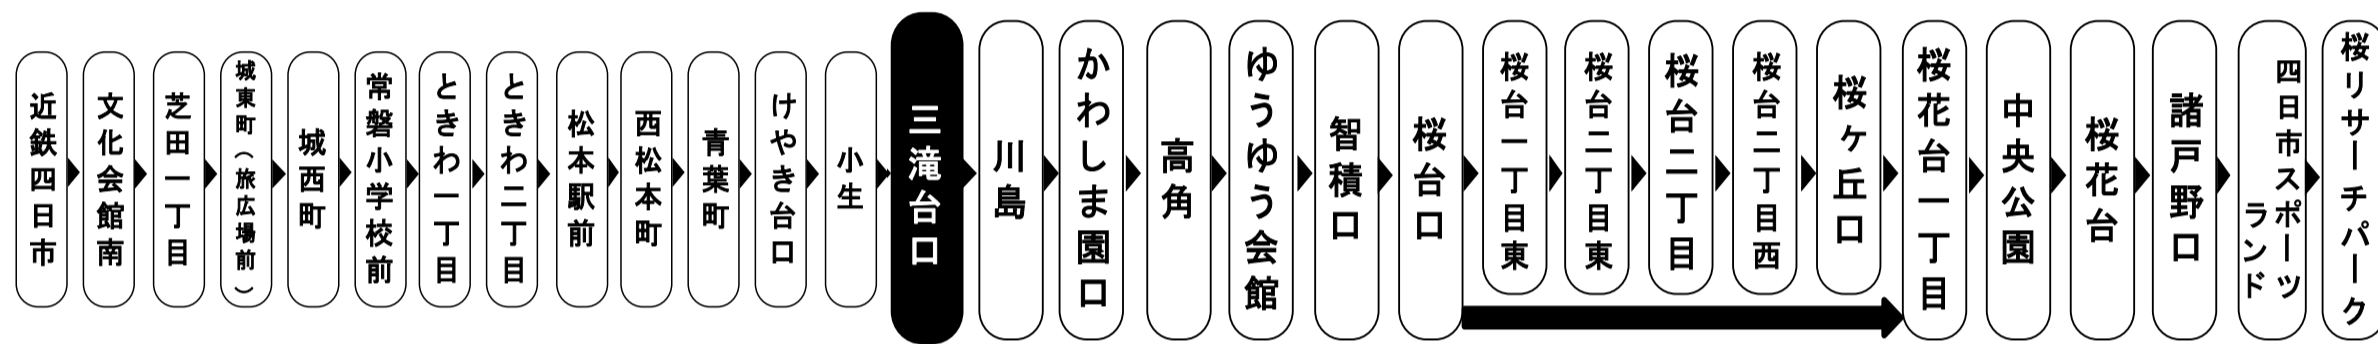 近鉄四日市
文化会館南
芝田一丁目
城東町(旅広場前)
城西町
常磐小学校前
ときわ一丁目
ときわ二丁目
松本駅前
西松本町
青葉町
けやき台口
小生
三滝台口
川島
かわしま園口
高角
ゆうゆう会館
智積口
桜台口
桜台一丁目東
桜台二丁目東
桜台二丁目
桜台二丁目西
桜ヶ丘口
桜花台一丁目
中央公園
桜花台
諸戸野口
四日市スポーツ
ランド
桜リサーチパーク